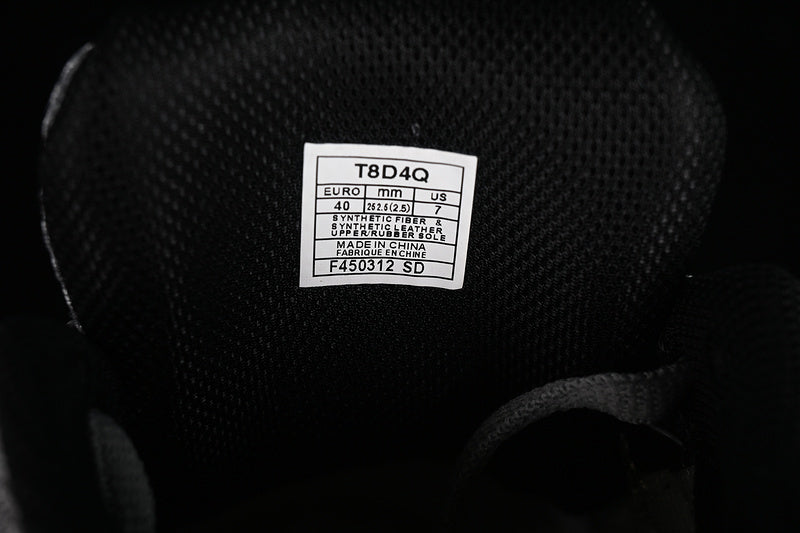 T8D4Q
EURO mm US
40 252.5(2.5) 7
SYNTHETIC FIBER &
SYNTHETIC LEATHER
UPPER/RUBBER SOLE
MADE IN CHINA
FABRIQUE EN CHINE
F450312 SD